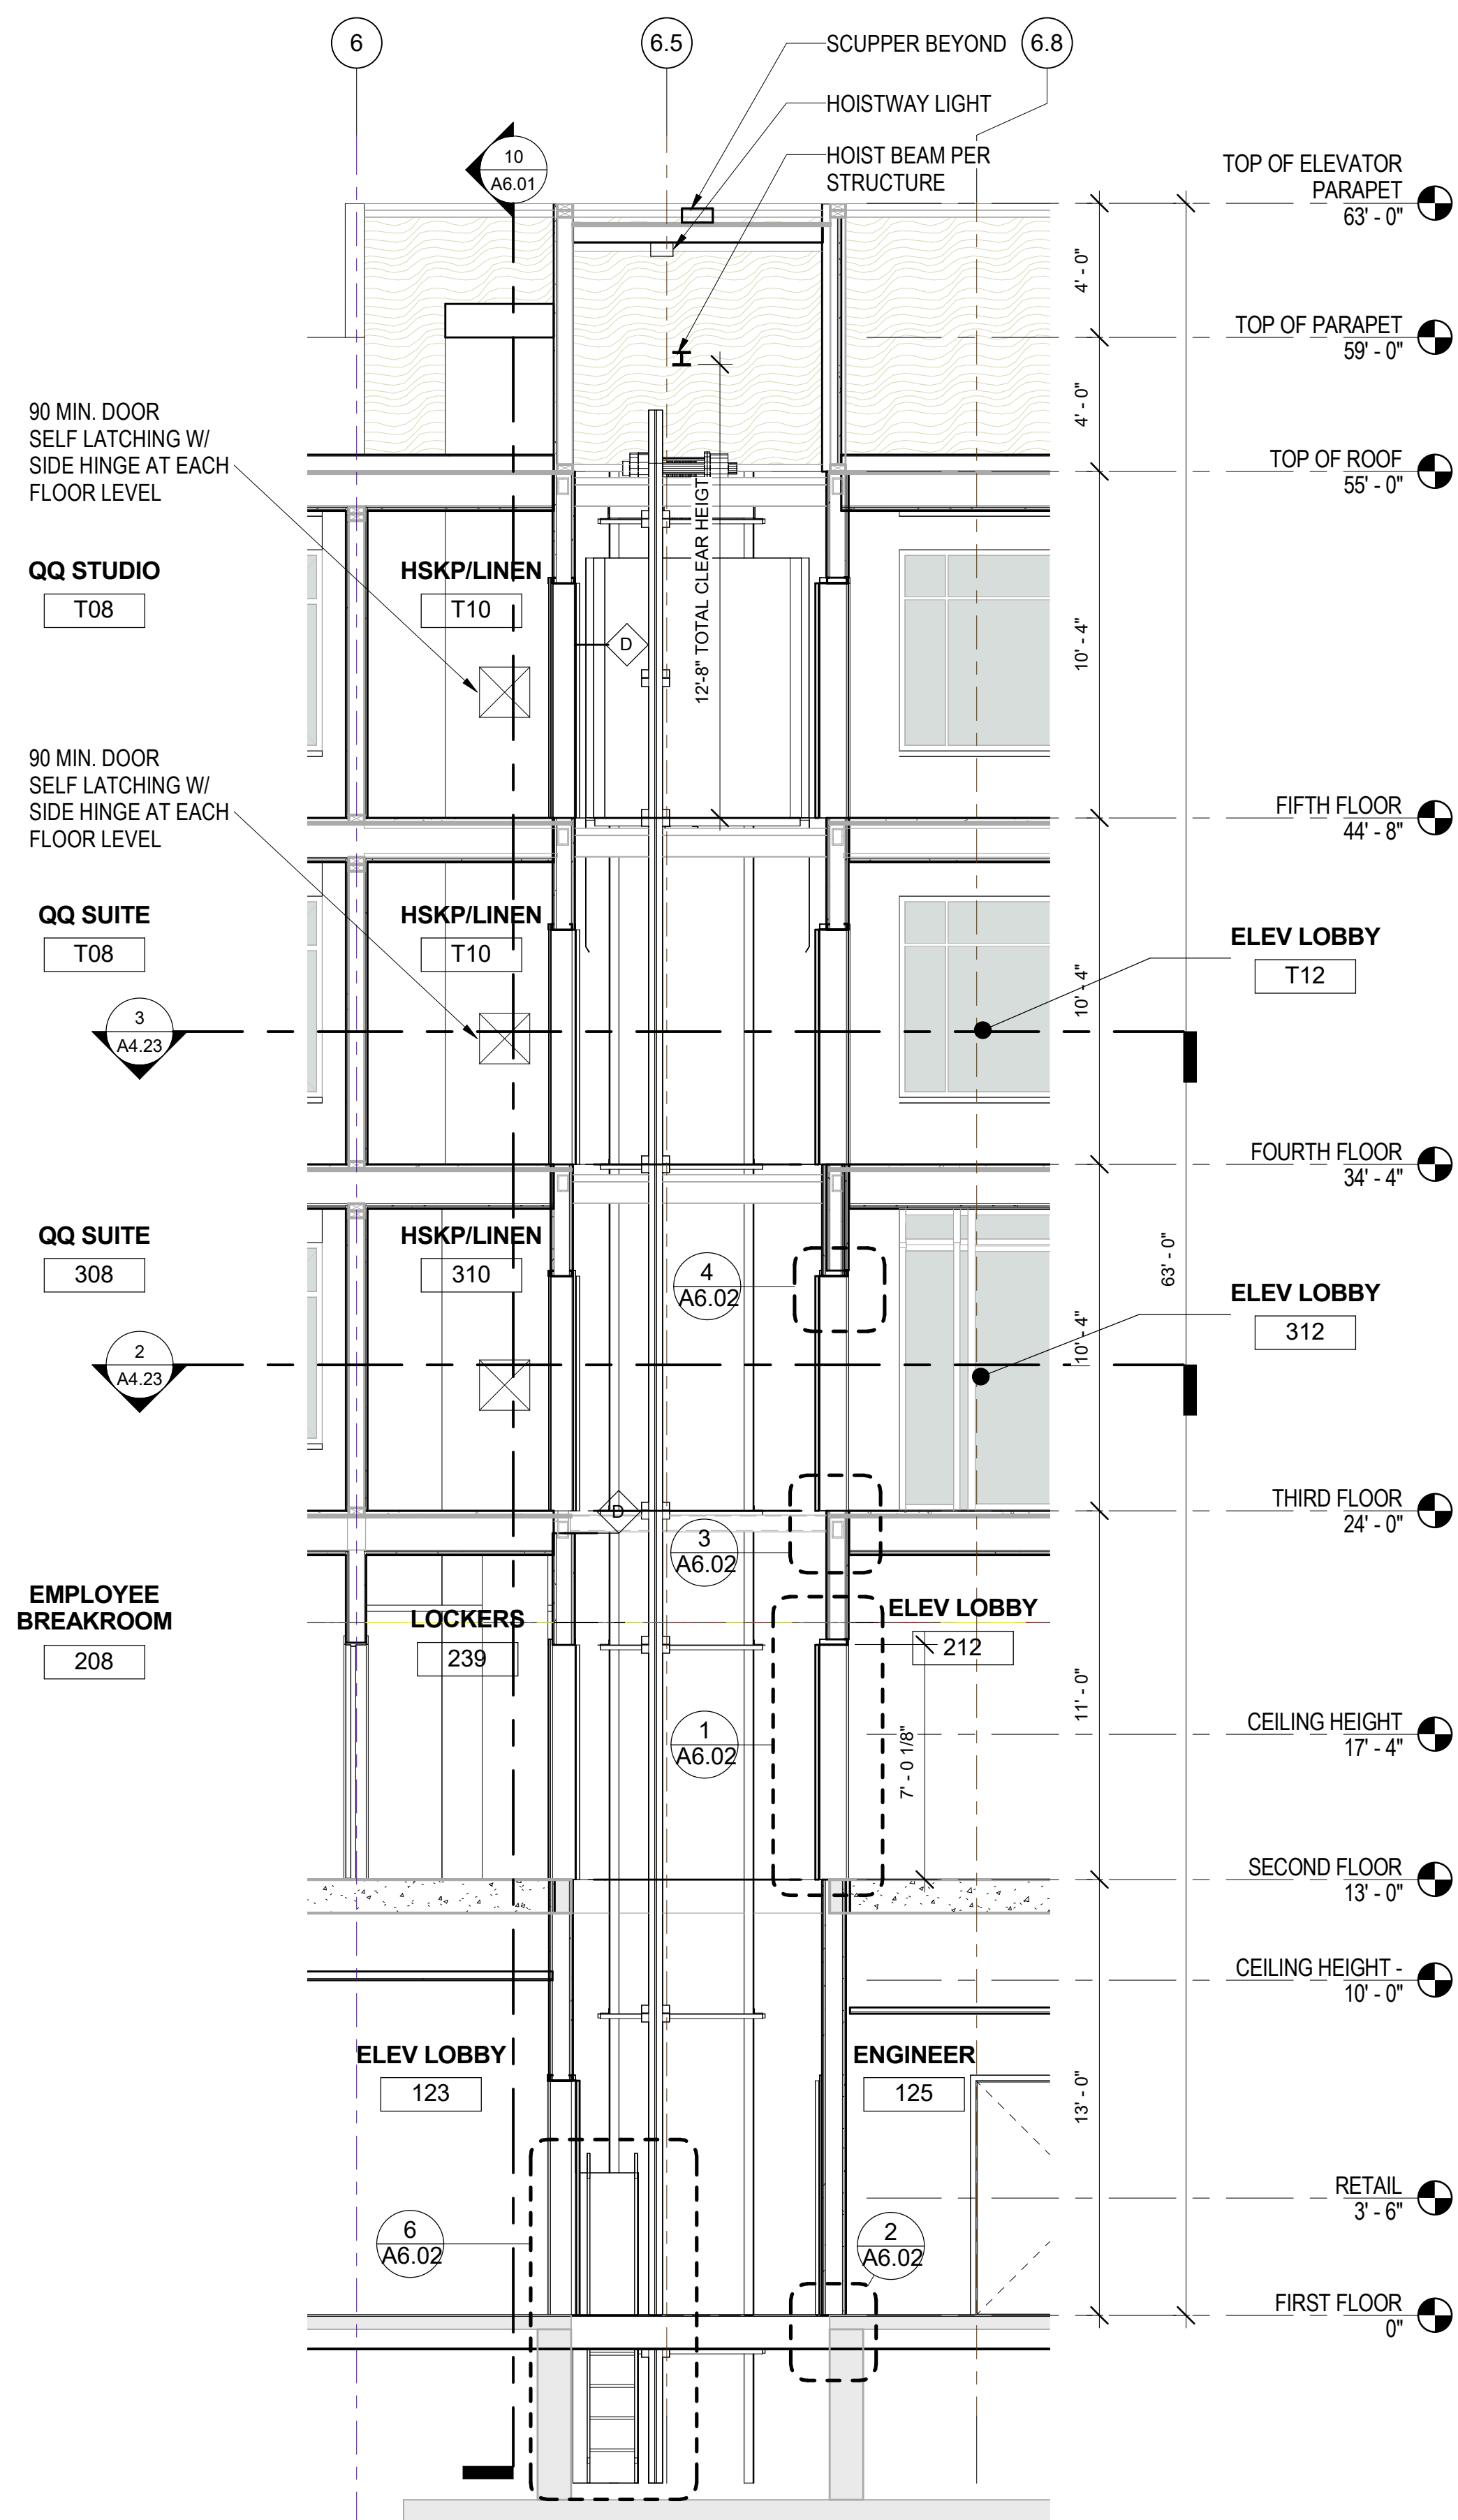 6
6.5
6.8
SCUPPER BEYOND
HOISTWAY LIGHT
HOIST BEAM PER
STRUCTURE
10
A6.01
TOP OF ELEVATOR
PARAPET
63' - 0"
4' - 0"
TOP OF PARAPET
59' - 0"
4' - 0"
90 MIN. DOOR
SELF LATCHING W/
SIDE HINGE AT EACH
FLOOR LEVEL
TOP OF ROOF
55' - 0"
QQ STUDIO
T08
HSKP/LINEN
T10
D
12'-8" TOTAL CLEAR HEIGT
10' - 4"
90 MIN. DOOR
SELF LATCHING W/
SIDE HINGE AT EACH
FLOOR LEVEL
FIFTH FLOOR
44' - 8"
QQ SUITE
T08
HSKP/LINEN
T10
ELEV LOBBY
T12
10' - 4"
3
A4.23
FOURTH FLOOR
34' - 4"
QQ SUITE
308
HSKP/LINEN
310
4
A6.02
63' - 0"
ELEV LOBBY
312
10' - 4"
2
A4.23
THIRD FLOOR
24' - 0"
D
3
A6.02
EMPLOYEE
BREAKROOM
208
LOCKERS
239
ELEV LOBBY
212
11' - 0"
1
A6.02
7' - 0 1/8"
CEILING HEIGHT
17' - 4"
SECOND FLOOR
13' - 0"
CEILING HEIGHT -
10' - 0"
ELEV LOBBY
123
ENGINEER
125
13' - 0"
RETAIL
3' - 6"
6
A6.02
2
A6.02
FIRST FLOOR
0"